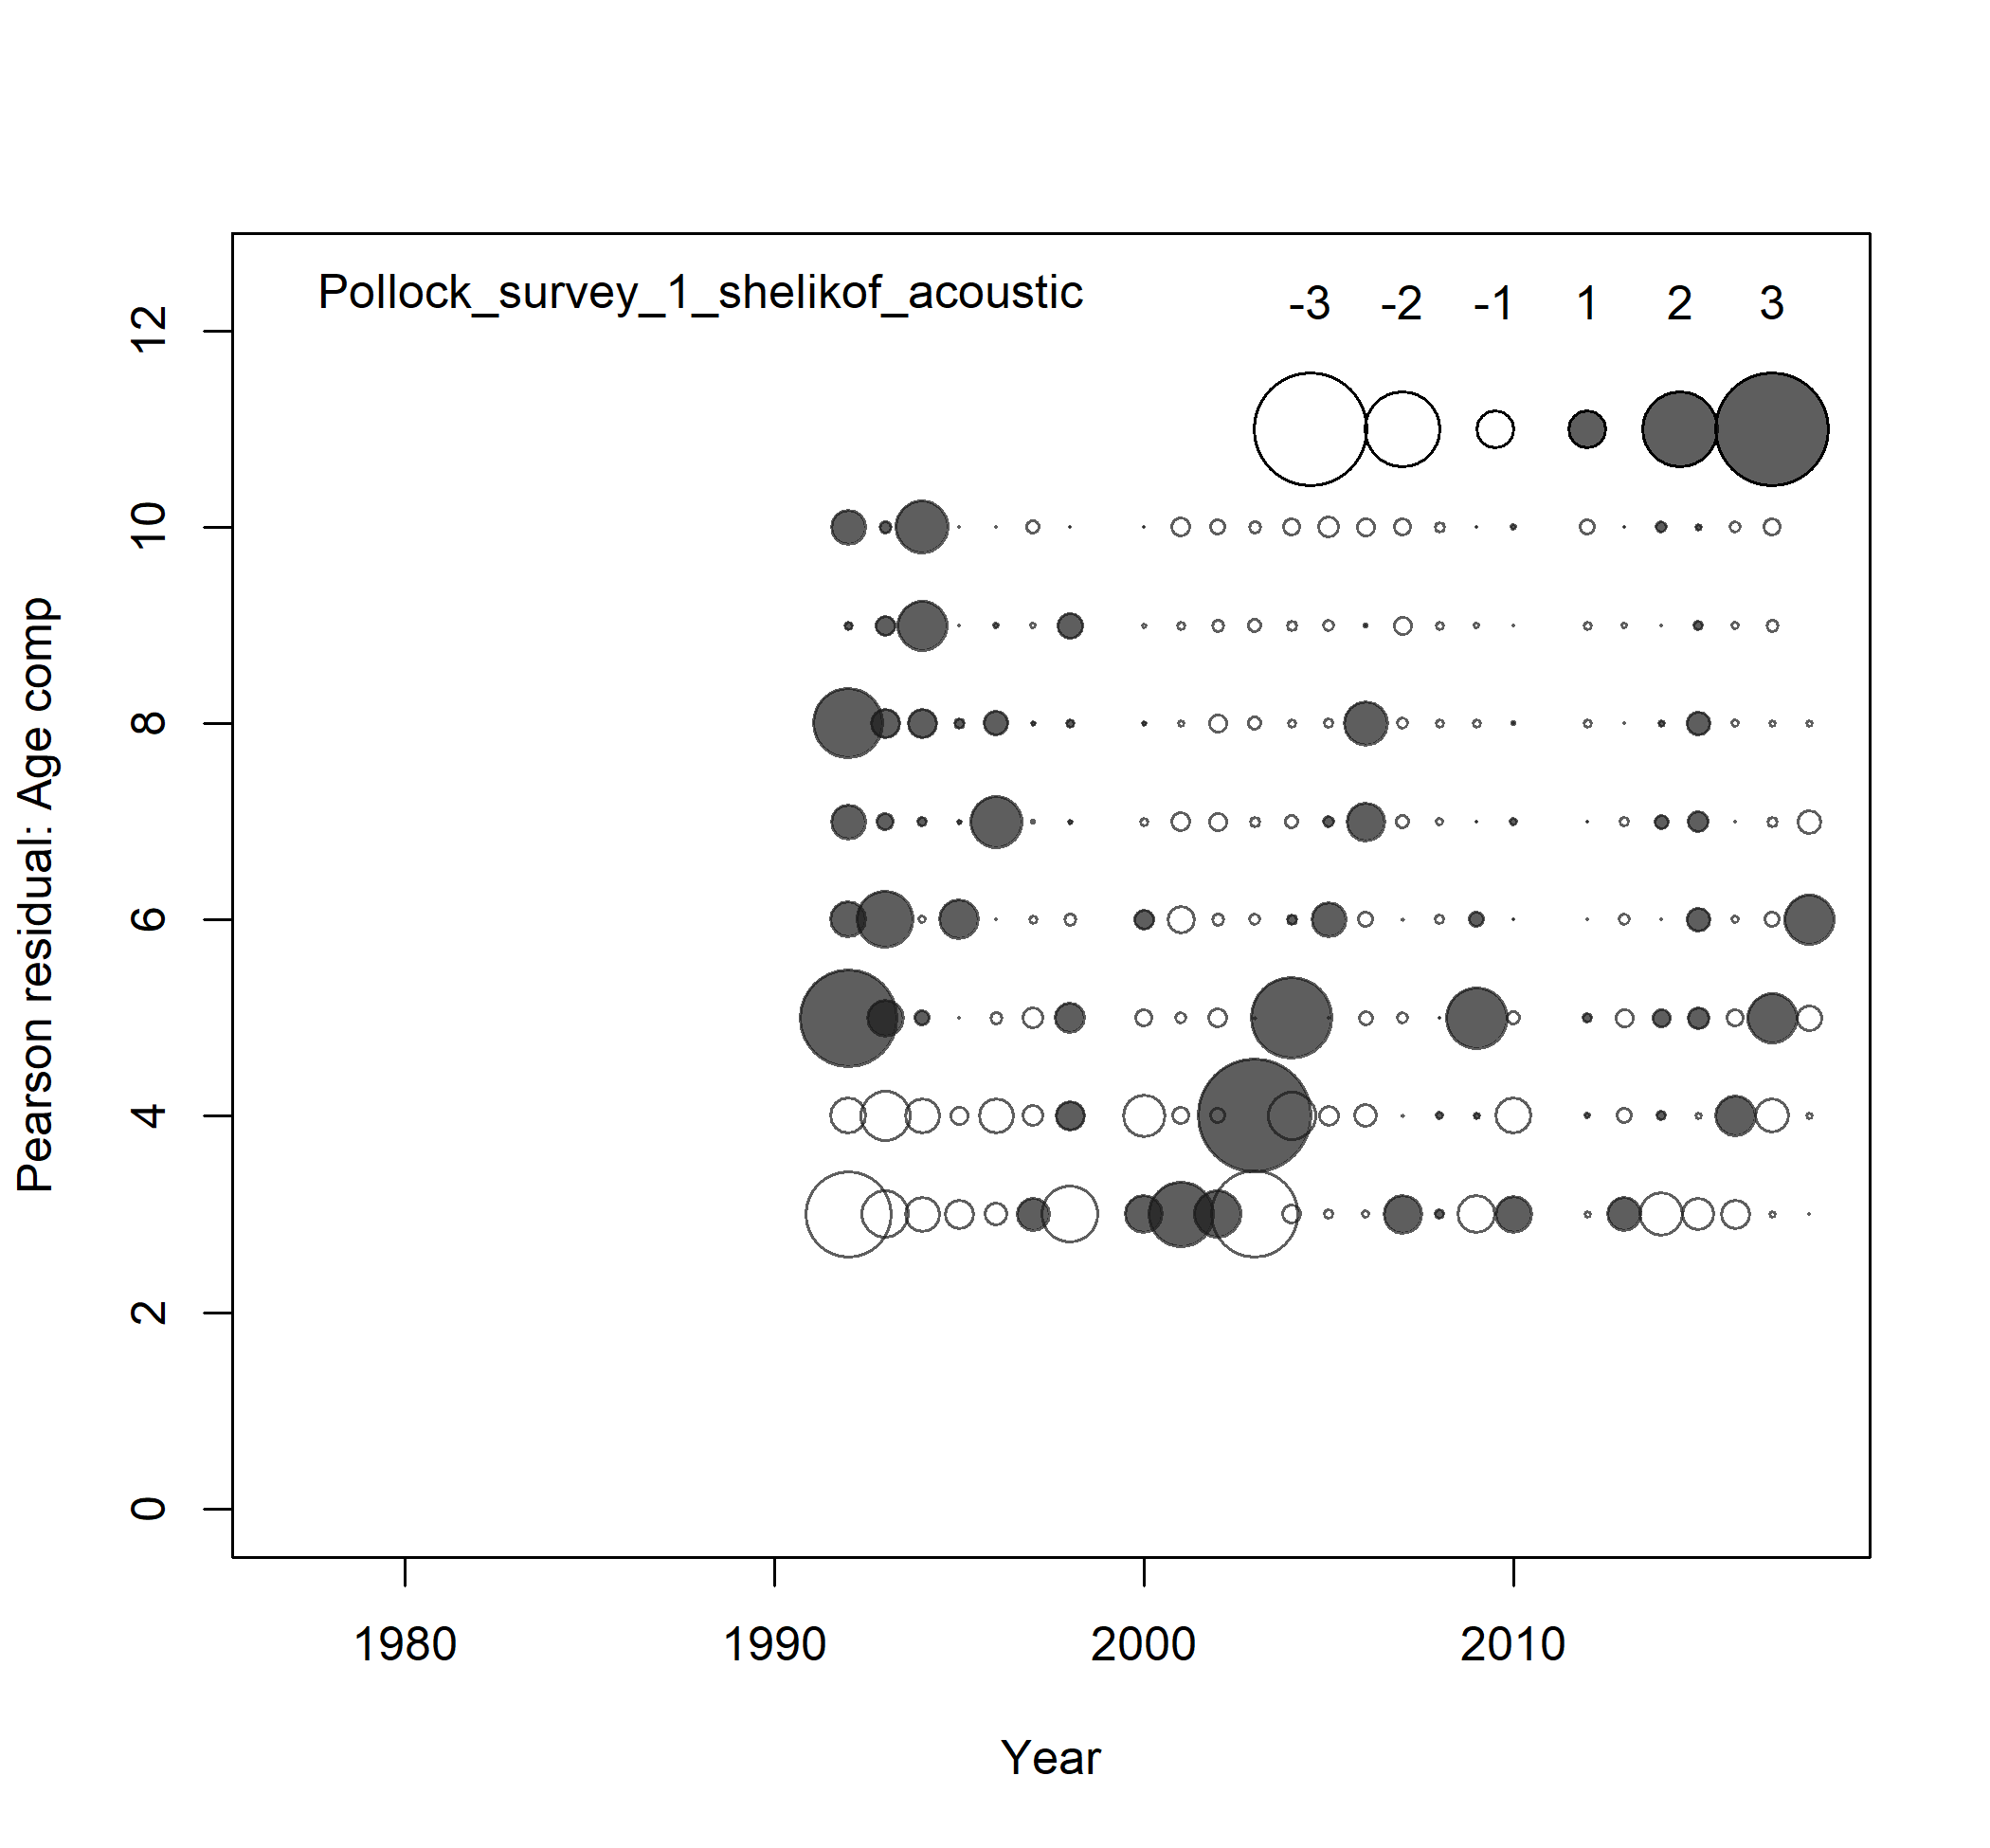 Pollock_survey_1_shelikof_acoustic
-3 -2 -1 1 2 3
Pearson residual: Age comp
12
10
8
6
4
2
0
1980 1990 2000 2010
Year